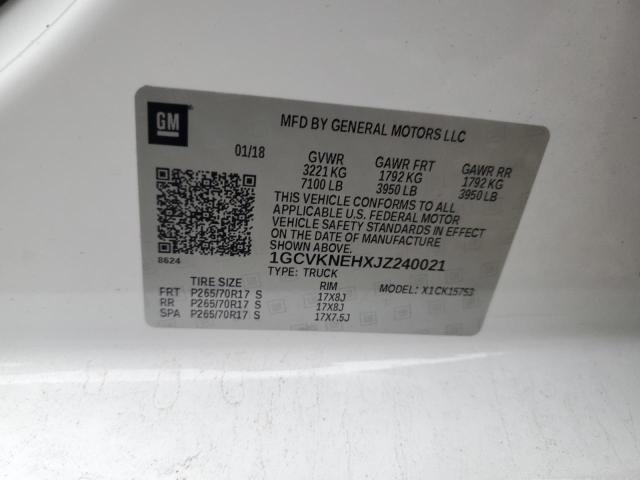 GM
MFD BY GENERAL MOTORS LLC
01/18 GVWR GAWR FRT GAWR RR
3221 KG 1792 KG 1792 KG
7100 LB 3950 LB 3950 LB
THIS VEHICLE CONFORMS TO ALL
APPLICABLE U.S. FEDERAL MOTOR
VEHICLE SAFETY STANDARDS IN EFFECT
ON THE DATE OF MANUFACTURE
SHOWN ABOVE.
8624 1GCVKNEHXJZ240021
TYPE: TRUCK MODEL: X1CK15753
TIRE SIZE RIM
FRT P265/70R17 S 17X8J
RR P265/70R17 S 17X8J
SPA P265/70R17 S 17X7.5J